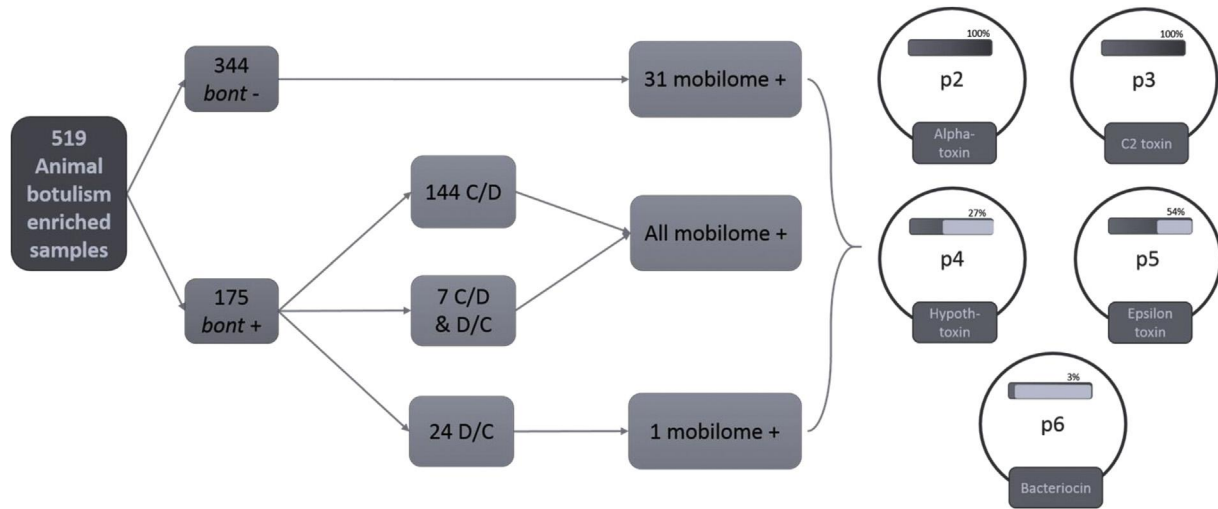 519
Animal
botulism
enriched
samples
344
bont -
175
bont +
144 C/D
7 C/D
& D/C
24 D/C
31 mobilome +
All mobilome +
1 mobilome +
100%
p2
Alpha-
toxin
100%
p3
C2 toxin
27%
p4
Hypoth-
toxin
54%
p5
Epsilon
toxin
3%
p6
Bacteriocin